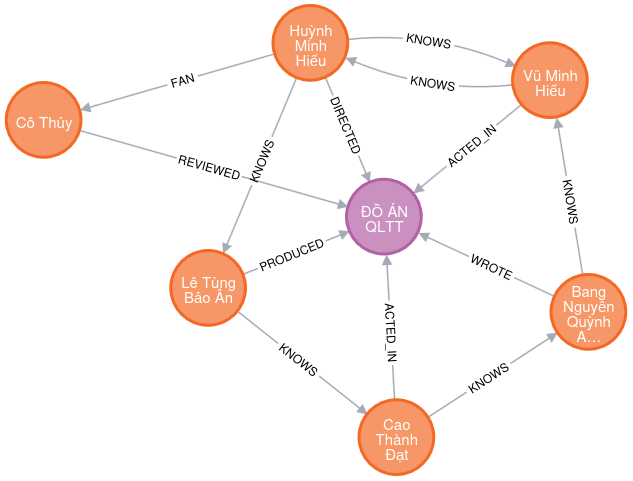 Huỳnh
Minh
Hiếu
KNOWS
KNOWS
Vũ Minh
Hiếu
FAN
Cô Thủy
DIRECTED
ACTED_IN
KNOWS
REVIEWED
ĐỒ ÁN
QLTT
KNOWS
PRODUCED
WROTE
Lê Tùng
Bảo Ân
Bang
Nguyễn
Quỳnh
A…
ACTED_IN
KNOWS
KNOWS
Cao
Thành
Đạt